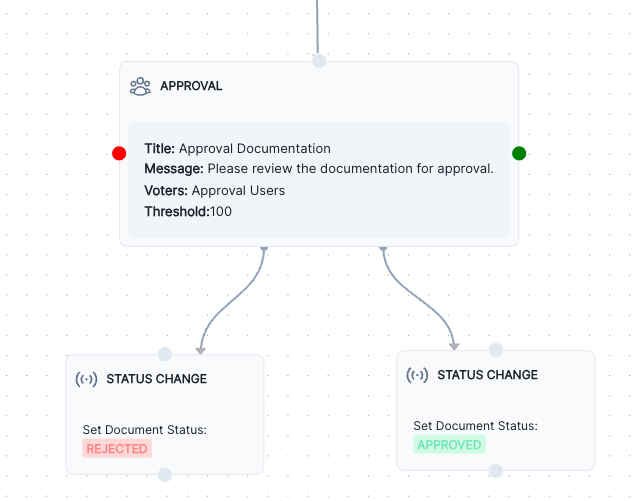 APPROVAL
Title: Approval Documentation
Message: Please review the documentation for approval.
Voters: Approval Users
Threshold:100
STATUS CHANGE
Set Document Status:
REJECTED
STATUS CHANGE
Set Document Status:
APPROVED